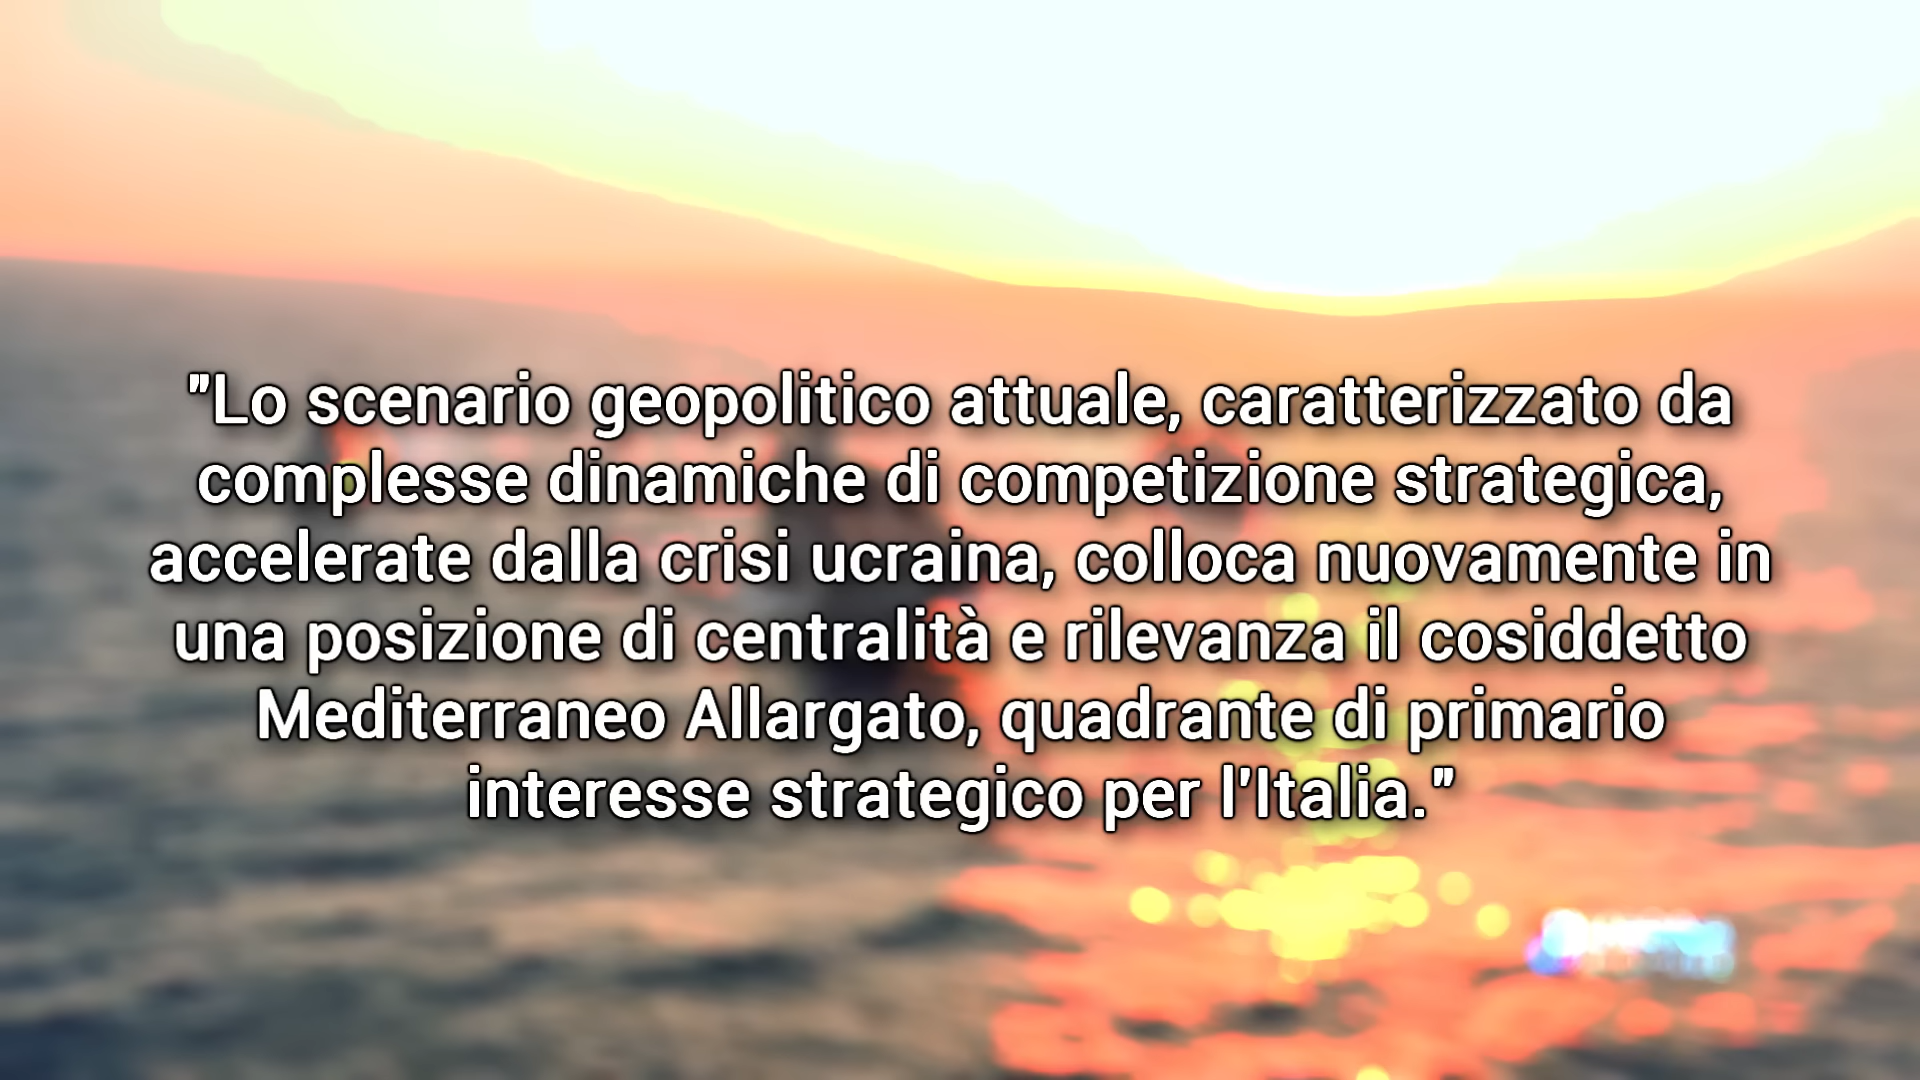 "Lo scenario geopolitico attuale, caratterizzato da
complesse dinamiche di competizione strategica,
accelerate dalla crisi ucraina, colloca nuovamente in
una posizione di centralità e rilevanza il cosiddetto
Mediterraneo Allargato, quadrante di primario
interesse strategico per l'Italia."